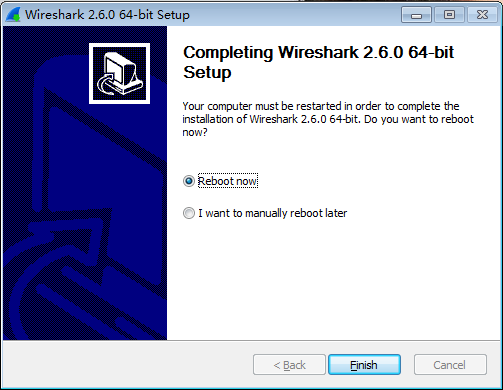 Wireshark 2.6.0 64-bit Setup
Completing Wireshark 2.6.0 64-bit
Setup
Your computer must be restarted in order to complete the
installation of Wireshark 2.6.0 64-bit. Do you want to reboot
now?
Reboot now
I want to manually reboot later
< Back
Finish
Cancel